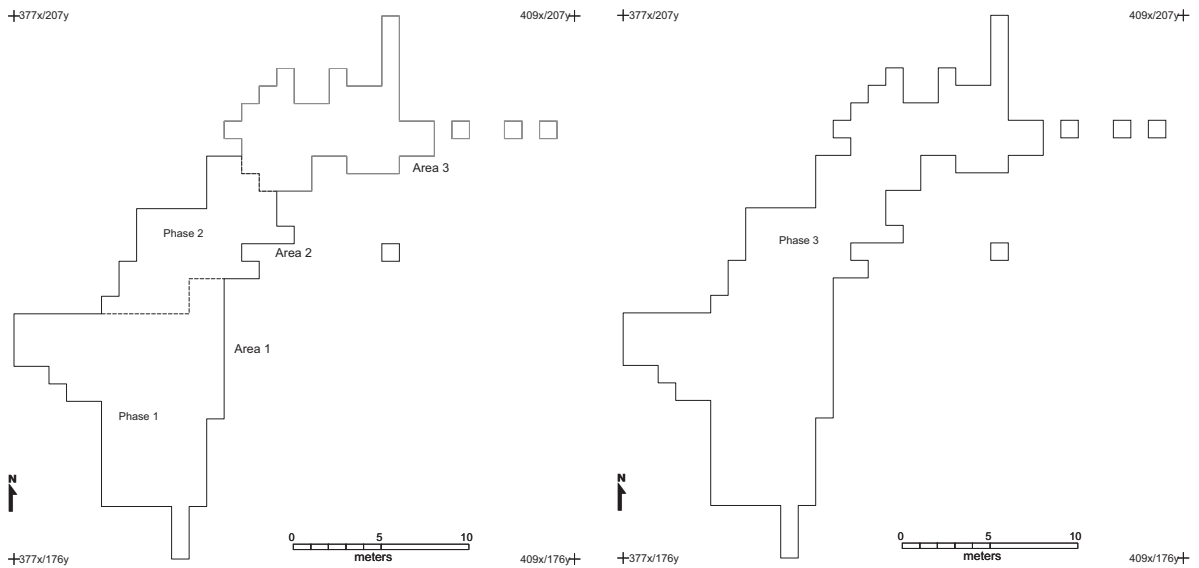 377x/207y
409x/207y
Area 3
Phase 2
Area 2
Area 1
Phase 1
N
0 5 10
meters
377x/176y
409x/176y
377x/207y
409x/207y
Phase 3
N
0 5 10
meters
377x/176y
409x/176y